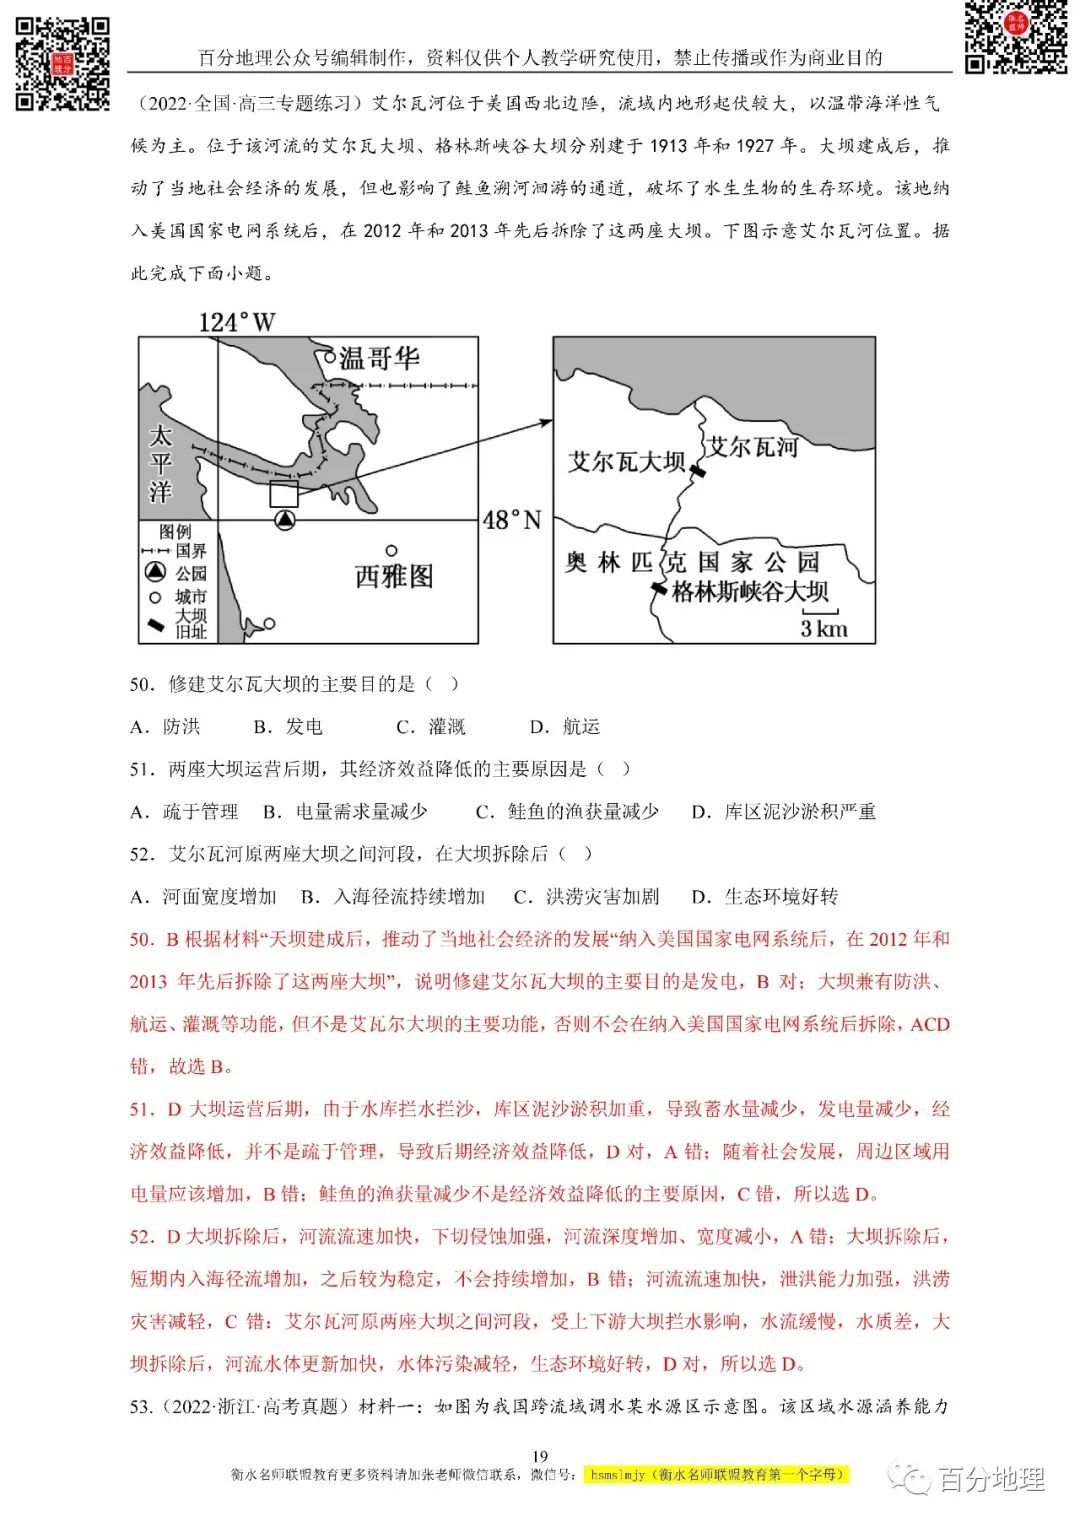 百分地理公众号编辑制作，资料仅供个人教学研究使用，禁止传播或作为商业目的
（2022·全国·高三专题练习）艾尔瓦河位于美国西北边陲，流域内地形起伏较大，以温带海洋性气
候为主。位于该河流的艾尔瓦大坝、格林斯峡谷大坝分别建于 1913 年和 1927 年。大坝建成后，推
动了当地社会经济的发展，但也影响了鲑鱼溯河洄游的通道，破坏了水生生物的生存环境。该地纳
入美国国家电网系统后，在 2012 年和 2013 年先后拆除了这两座大坝。下图示意艾尔瓦河位置。据
此完成下面小题。
124°W
温哥华
太平洋
48°N
西雅图
图例
国界
公园
城市
大坝
旧址
艾尔瓦河
艾尔瓦大坝
奥林匹克国家公园
格林斯峡谷大坝
3 km
50．修建艾尔瓦大坝的主要目的是（ ）
A．防洪 B．发电 C．灌溉 D．航运
51．两座大坝运营后期，其经济效益降低的主要原因是（ ）
A．疏于管理 B．电量需求量减少 C．鲑鱼的渔获量减少 D．库区泥沙淤积严重
52．艾尔瓦河原两座大坝之间河段，在大坝拆除后（ ）
A．河面宽度增加 B．入海径流持续增加 C．洪涝灾害加剧 D．生态环境好转
50．B 根据材料“天坝建成后，推动了当地社会经济的发展“纳入美国国家电网系统后，在 2012 年和
2013 年先后拆除了这两座大坝”，说明修建艾尔瓦大坝的主要目的是发电，B 对；大坝兼有防洪、
航运、灌溉等功能，但不是艾瓦尔大坝的主要功能，否则不会在纳入美国国家电网系统后拆除，ACD
错，故选 B。
51．D 大坝运营后期，由于水库拦水拦沙，库区泥沙淤积加重，导致蓄水量减少，发电量减少，经
济效益降低，并不是疏于管理，导致后期经济效益降低，D 对，A 错；随着社会发展，周边区域用
电量应该增加，B 错；鲑鱼的渔获量减少不是经济效益降低的主要原因，C 错，所以选 D。
52．D 大坝拆除后，河流流速加快，下切侵蚀加强，河流深度增加、宽度减小，A 错；大坝拆除后，
短期内入海径流增加，之后较为稳定，不会持续增加，B 错；河流流速加快，泄洪能力加强，洪涝
灾害减轻，C 错：艾尔瓦河原两座大坝之间河段，受上下游大坝拦水影响，水流缓慢，水质差，大
坝拆除后，河流水体更新加快，水体污染减轻，生态环境好转，D 对，所以选 D。
53.（2022·浙江·高考真题）材料一：如图为我国跨流域调水某水源区示意图。该区域水源涵养能力
19
衡水名师联盟教育更多资料请加张老师微信联系，微信号： hsmslmjy（衡水名师联盟教育第一个字母）
百分地理